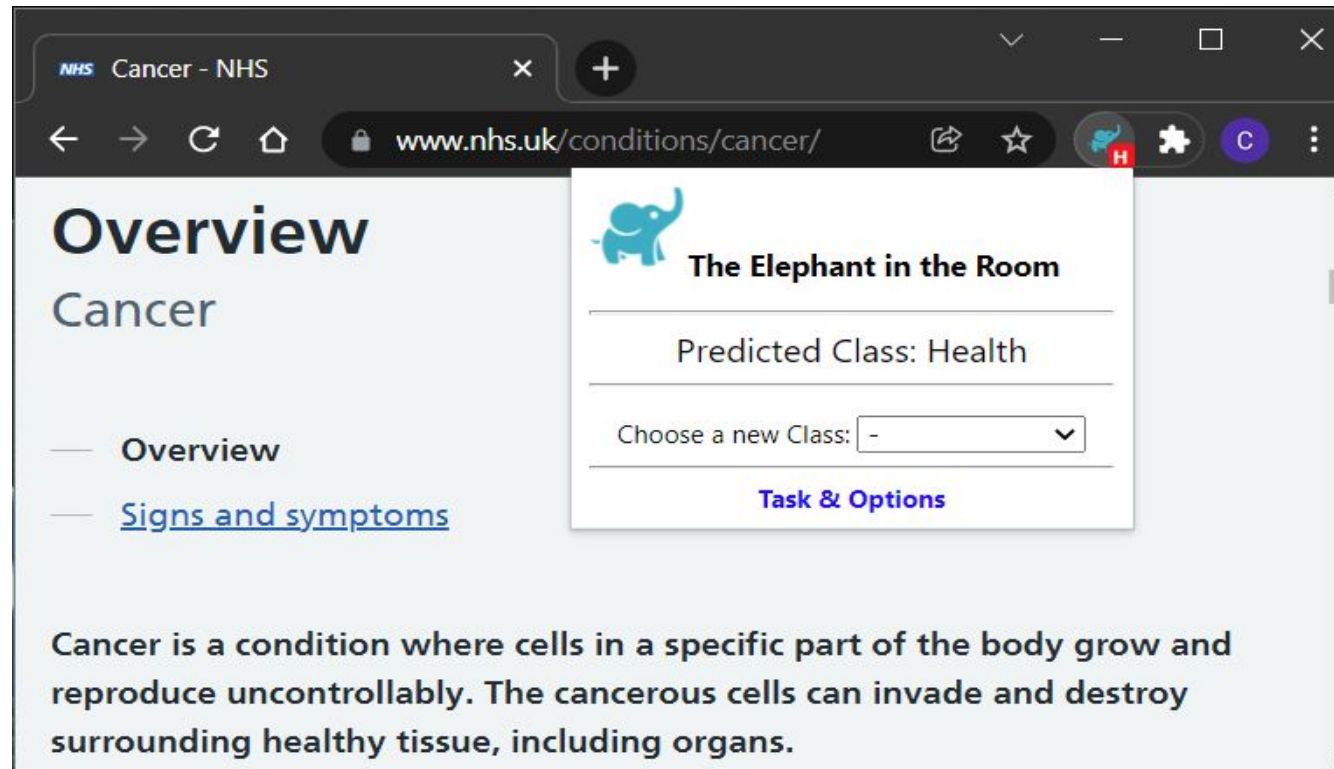 NHS Cancer - NHS
www.nhs.uk/conditions/cancer/
H
C
Overview
Cancer
Overview
Signs and symptoms
The Elephant in the Room
Predicted Class: Health
Choose a new Class: -
Task & Options
Cancer is a condition where cells in a specific part of the body grow and
reproduce uncontrollably. The cancerous cells can invade and destroy
surrounding healthy tissue, including organs.